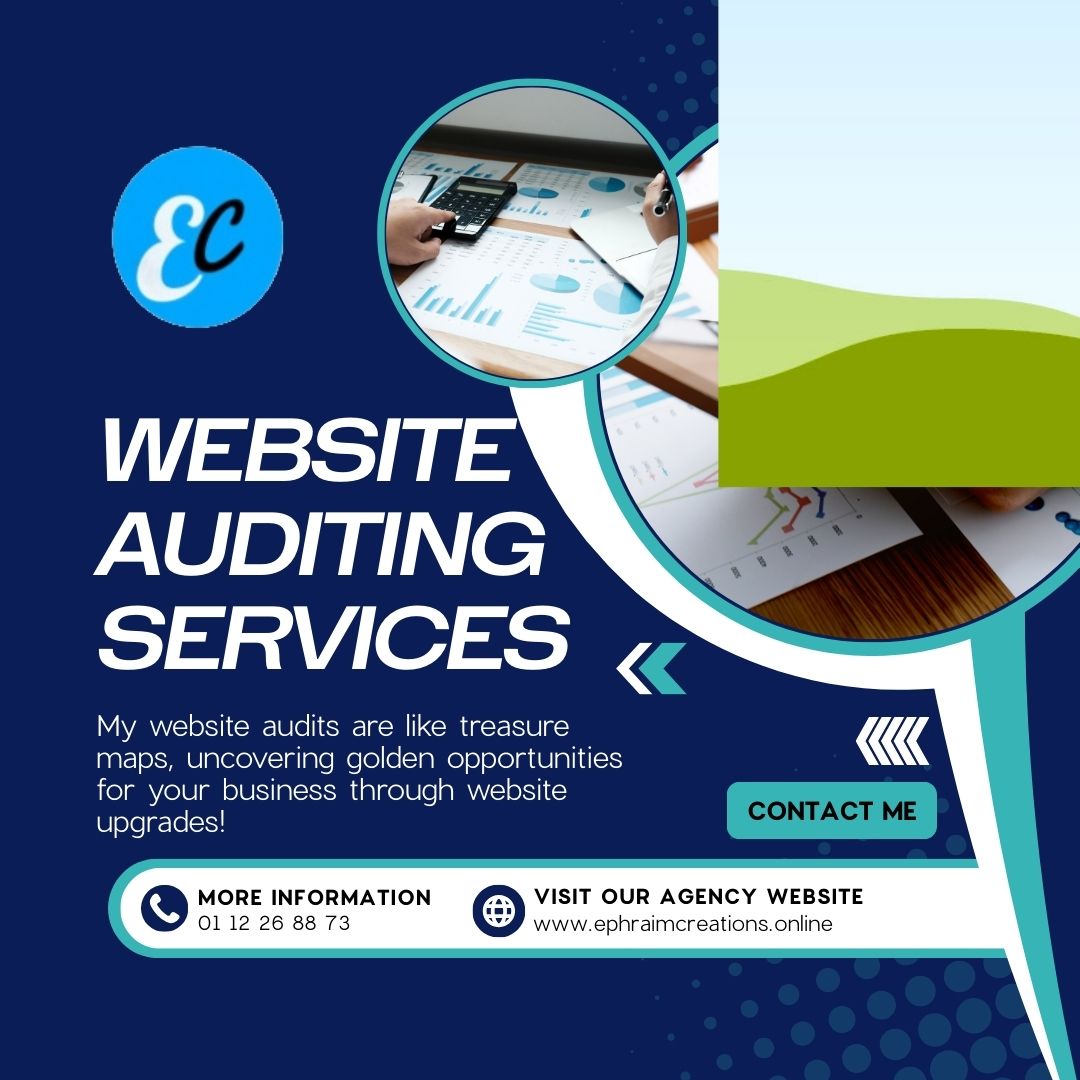 EC
WEBSITE
AUDITING
SERVICES
My website audits are like treasure
maps, uncovering golden opportunities
for your business through website
upgrades!
CONTACT ME
MORE INFORMATION
01 12 26 88 73
VISIT OUR AGENCY WEBSITE
www.ephraimcreations.online